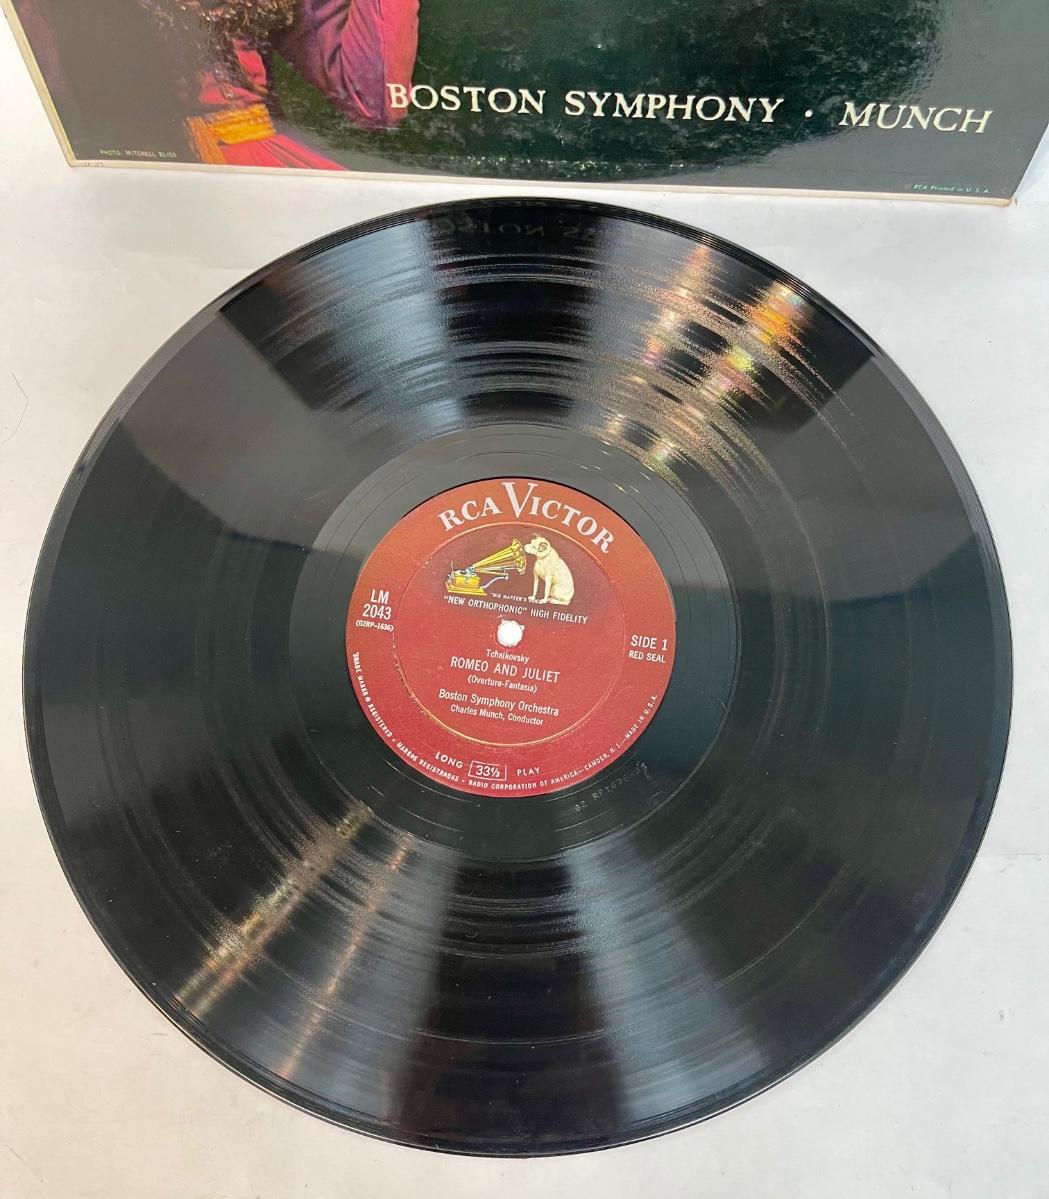 BOSTON SYMPHONY · MUNCH
PHOTO: MITCHELL BLISS
© RCA Printed in U. S. A.
RCA VICTOR
"HIS MASTER'S
"NEW ORTHOPHONIC" HIGH FIDELITY
LM
2043
(G2RP-1636)
SIDE 1
RED SEAL
Tchaikovsky
ROMEO AND JULIET
(Overture-Fantasia)
Boston Symphony Orchestra
Charles Munch, Conductor
LONG 33⅓ PLAY
TRADE MARKS ® REGISTERED • MARCAS REGISTRADAS • RADIO CORPORATION OF AMERICA—CAMDEN, N. J.—MADE IN U.S.A.